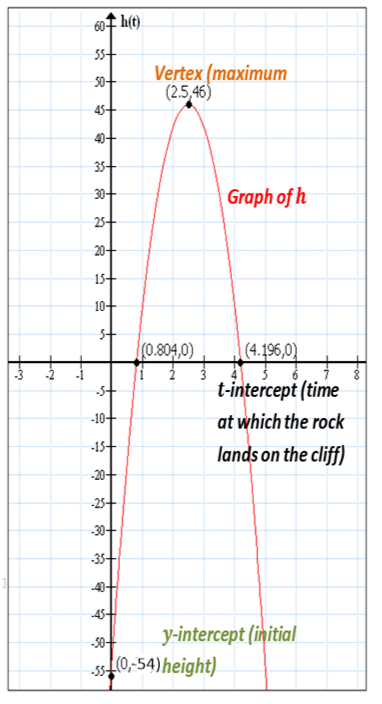 60
h(t)
55
Vertex (maximum
50
(2.5,46)
45
40
35
30
Graph of h
25
20
15
10
5
(0.804,0)
(4.196,0)
-3 -2 -1 1 2 3 4 5 6 7 8
-5
t-intercept (time
-10
at which the rock
-15
lands on the cliff)
-20
-25
-30
-35
-40
-45
y-intercept (initial
-50
(0,-54) height)
-55